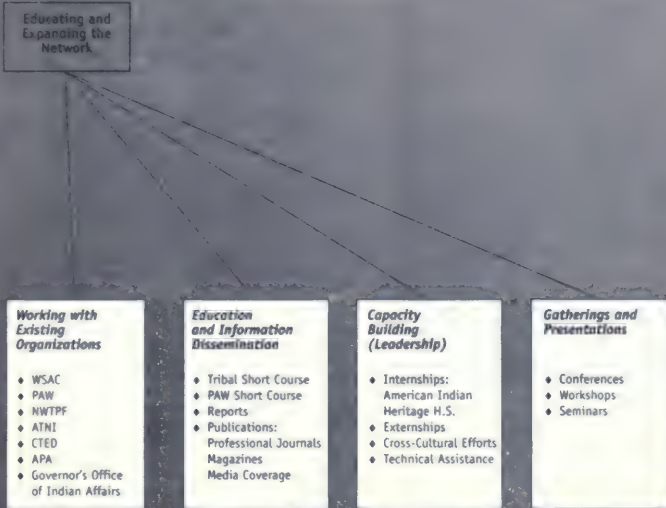 Educating and
Expanding the
Network
Working with
Existing
Organizations
♦ WSAC
♦ PAW
♦ NWTPF
♦ ATNI
♦ CTED
♦ APA
♦ Governor's Office
of Indian Affairs
Education
and Information
Dissemination
♦ Tribal Short Course
♦ PAW Short Course
♦ Reports
♦ Publications:
Professional Journals
Magazines
Media Coverage
Capacity
Building
(Leadership)
♦ Internships:
American Indian
Heritage H.S.
♦ Externships
♦ Cross-Cultural Efforts
♦ Technical Assistance
Gatherings and
Presentations
♦ Conferences
♦ Workshops
♦ Seminars